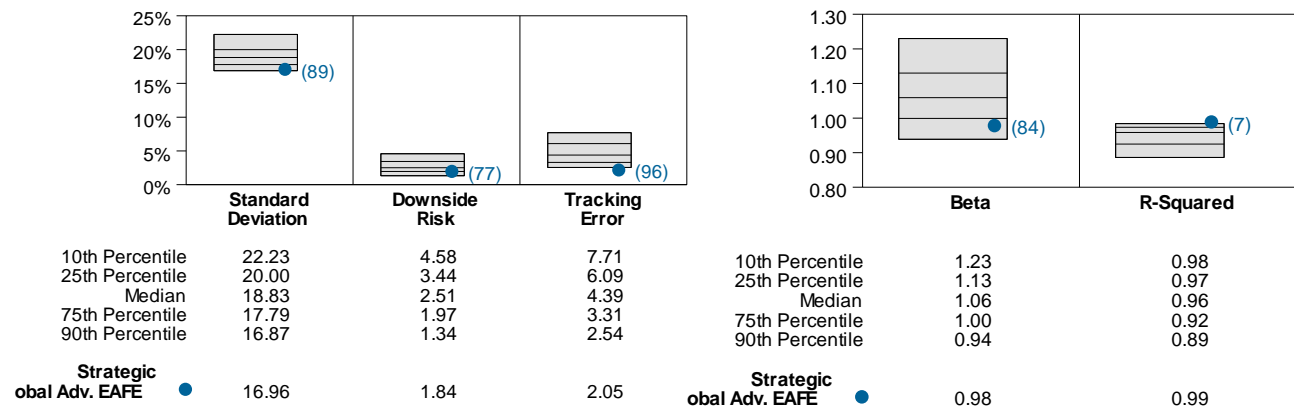 25%
20%
15%
10%
5%
0%
(89)
(77)
(96)
Standard Deviation
Downside Risk
Tracking Error
10th Percentile 22.23 4.58 7.71
25th Percentile 20.00 3.44 6.09
Median 18.83 2.51 4.39
75th Percentile 17.79 1.97 3.31
90th Percentile 16.87 1.34 2.54
Strategic
obal Adv. EAFE 16.96 1.84 2.05
1.30
1.20
1.10
1.00
0.90
0.80
(84)
(7)
Beta R-Squared
10th Percentile 1.23 0.98
25th Percentile 1.13 0.97
Median 1.06 0.96
75th Percentile 1.00 0.92
90th Percentile 0.94 0.89
Strategic
obal Adv. EAFE 0.98 0.99